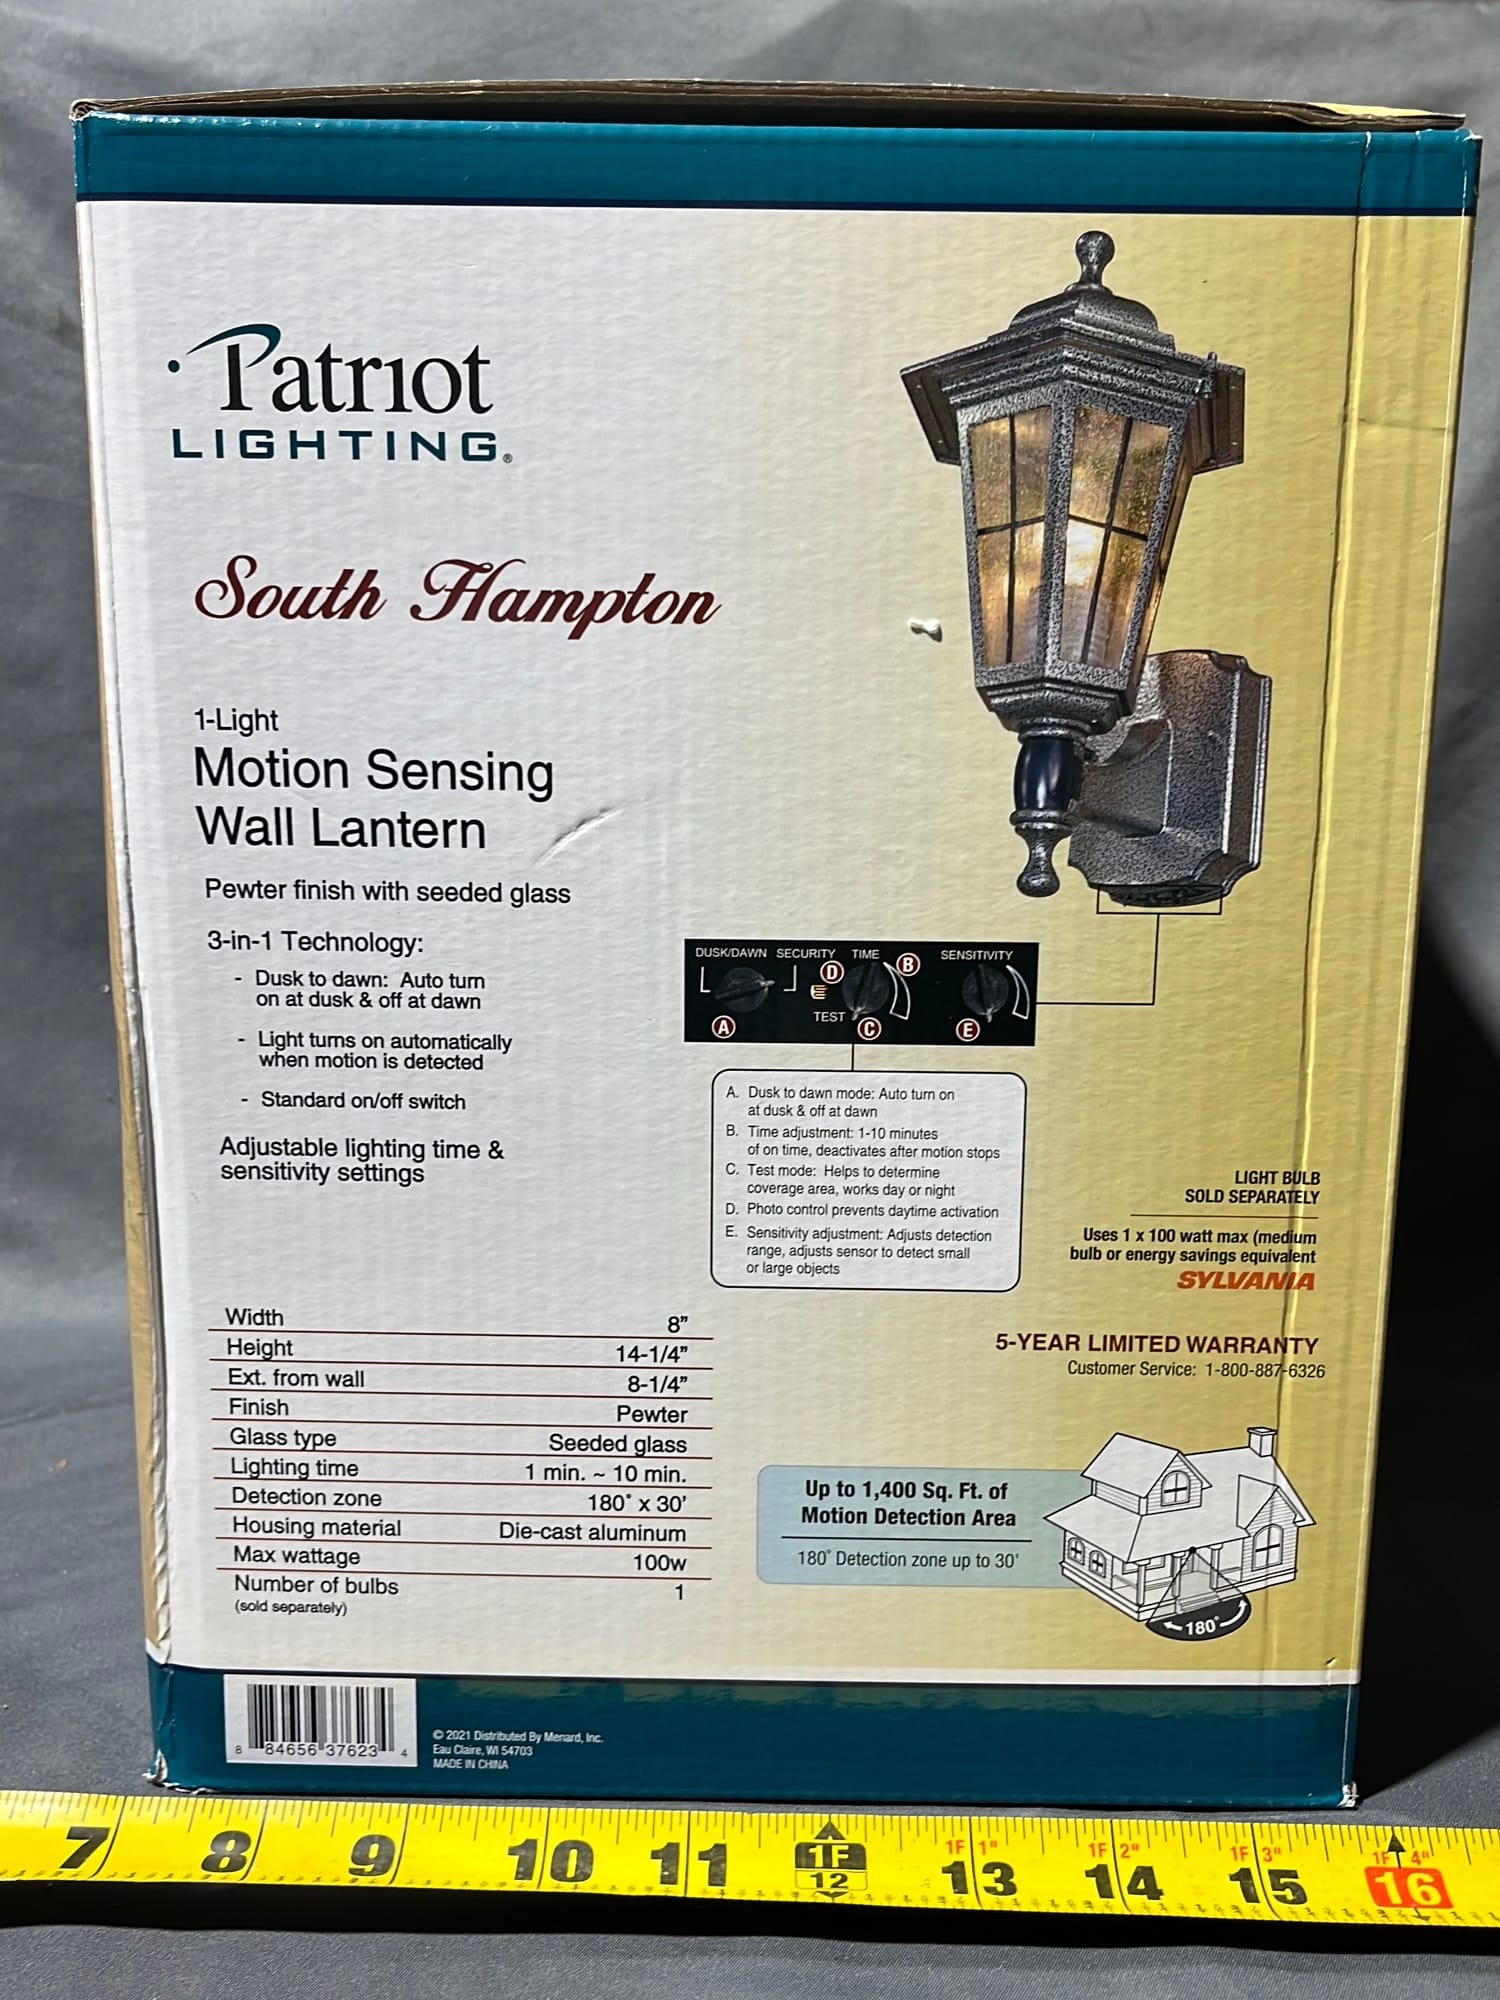 Patriot
LIGHTING®
South Hampton
1-Light
Motion Sensing
Wall Lantern
Pewter finish with seeded glass
3-in-1 Technology:
- Dusk to dawn: Auto turn
on at dusk & off at dawn
- Light turns on automatically
when motion is detected
- Standard on/off switch
Adjustable lighting time &
sensitivity settings
DUSK/DAWN SECURITY TIME SENSITIVITY
D B
TEST
A C E
A. Dusk to dawn mode: Auto turn on
at dusk & off at dawn
B. Time adjustment: 1-10 minutes
of on time, deactivates after motion stops
C. Test mode: Helps to determine
coverage area, works day or night
D. Photo control prevents daytime activation
E. Sensitivity adjustment: Adjusts detection
range, adjusts sensor to detect small
or large objects
LIGHT BULB
SOLD SEPARATELY
Uses 1 x 100 watt max (medium
bulb or energy savings equivalent
SYLVANIA
5-YEAR LIMITED WARRANTY
Customer Service: 1-800-887-6326
Width 8"
Height 14-1/4"
Ext. from wall 8-1/4"
Finish Pewter
Glass type Seeded glass
Lighting time 1 min. ~ 10 min.
Detection zone 180° x 30'
Housing material Die-cast aluminum
Max wattage 100w
Number of bulbs 1
(sold separately)
Up to 1,400 Sq. Ft. of
Motion Detection Area
180° Detection zone up to 30'
180°
8 84656 37623 4
© 2021 Distributed By Menard, Inc.
Eau Claire, WI 54703
MADE IN CHINA
1F 1" 1F 2" 1F 3" 1F 4"
7 8 9 10 11 1F 12 13 14 15 16